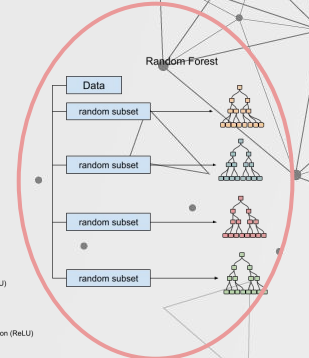 Random Forest
Data
random subset
random subset
random subset
random subset
U)
on (ReLU)